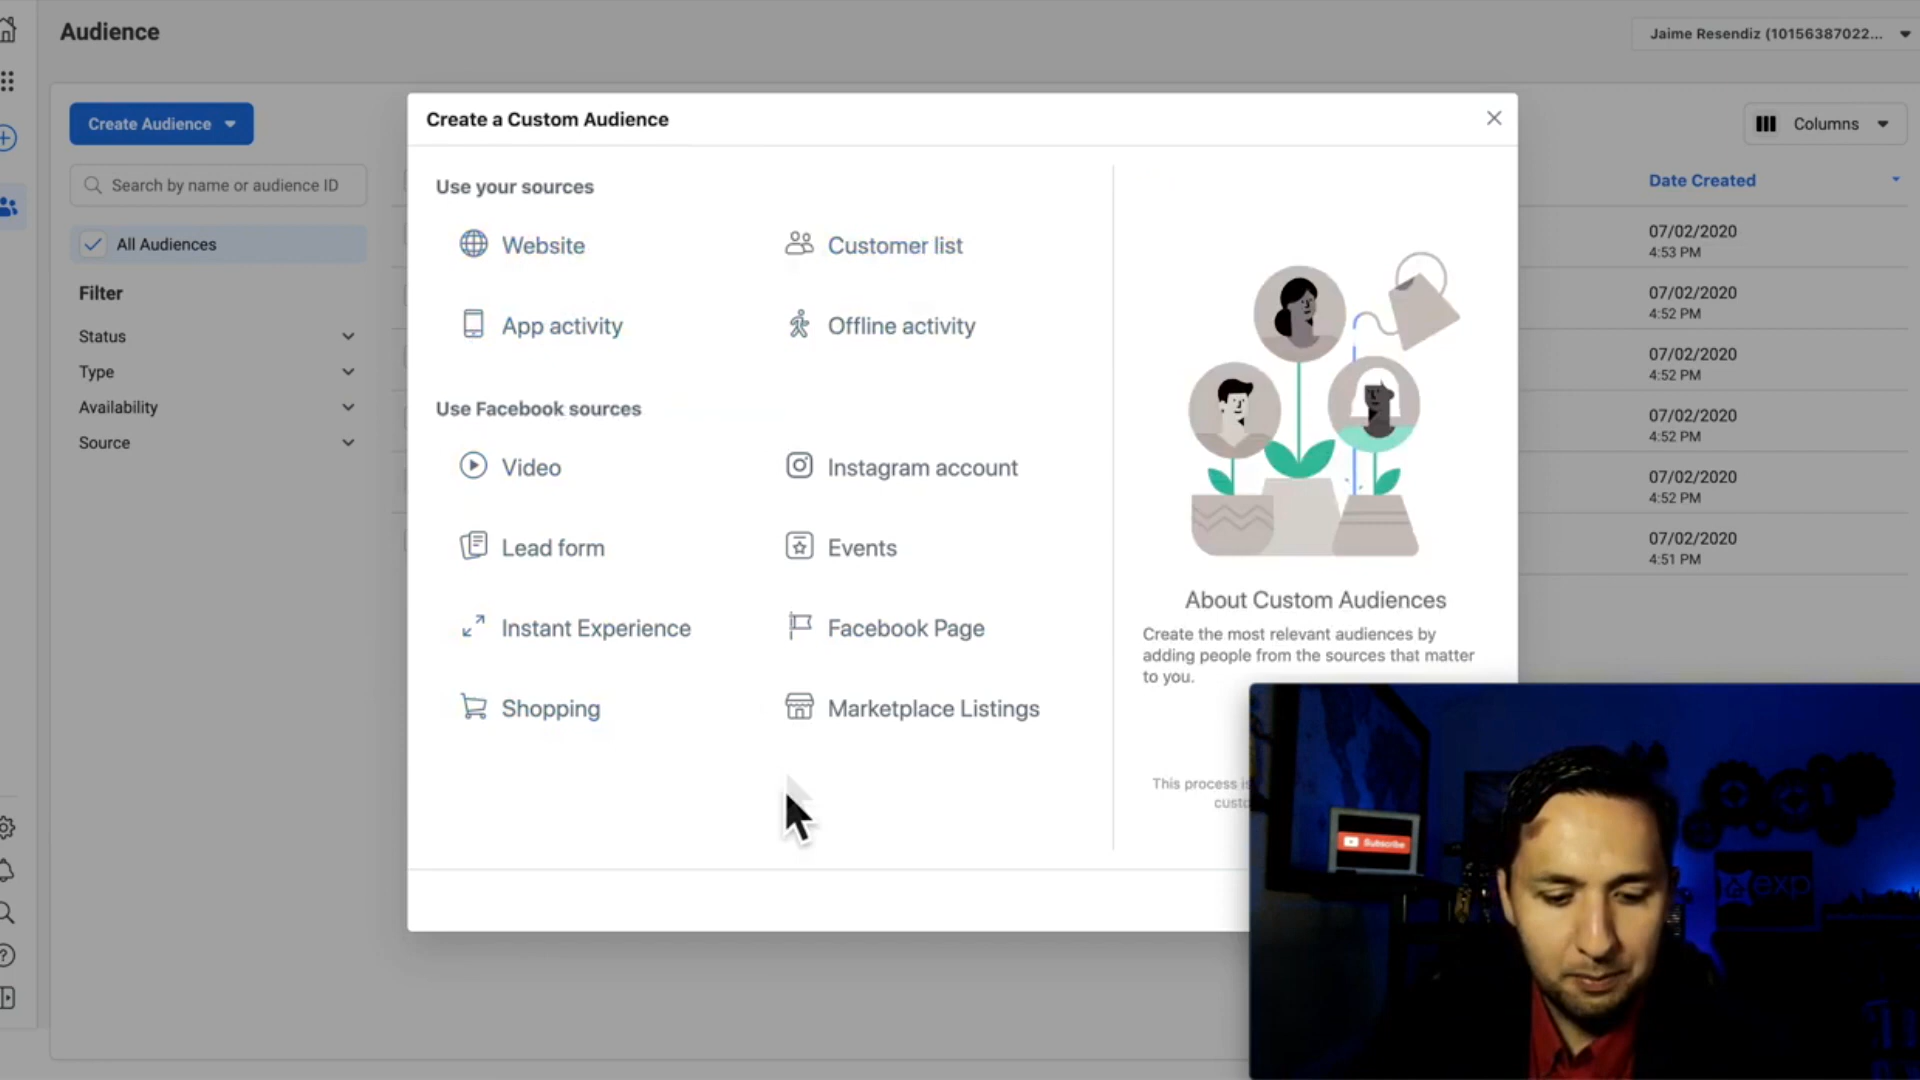 Audience
Jaime Resendiz (10156387022...
Create Audience
Columns
Search by name or audience ID
All Audiences
Filter
Status
Type
Availability
Source
Create a Custom Audience
Use your sources
Website
Customer list
App activity
Offline activity
Use Facebook sources
Video
Instagram account
Lead form
Events
Instant Experience
Facebook Page
Shopping
Marketplace Listings
About Custom Audiences
Create the most relevant audiences by
adding people from the sources that matter
to you.
This process is
custo
Date Created
07/02/2020
4:53 PM
07/02/2020
4:52 PM
07/02/2020
4:52 PM
07/02/2020
4:52 PM
07/02/2020
4:52 PM
07/02/2020
4:51 PM
Subscribe
exp